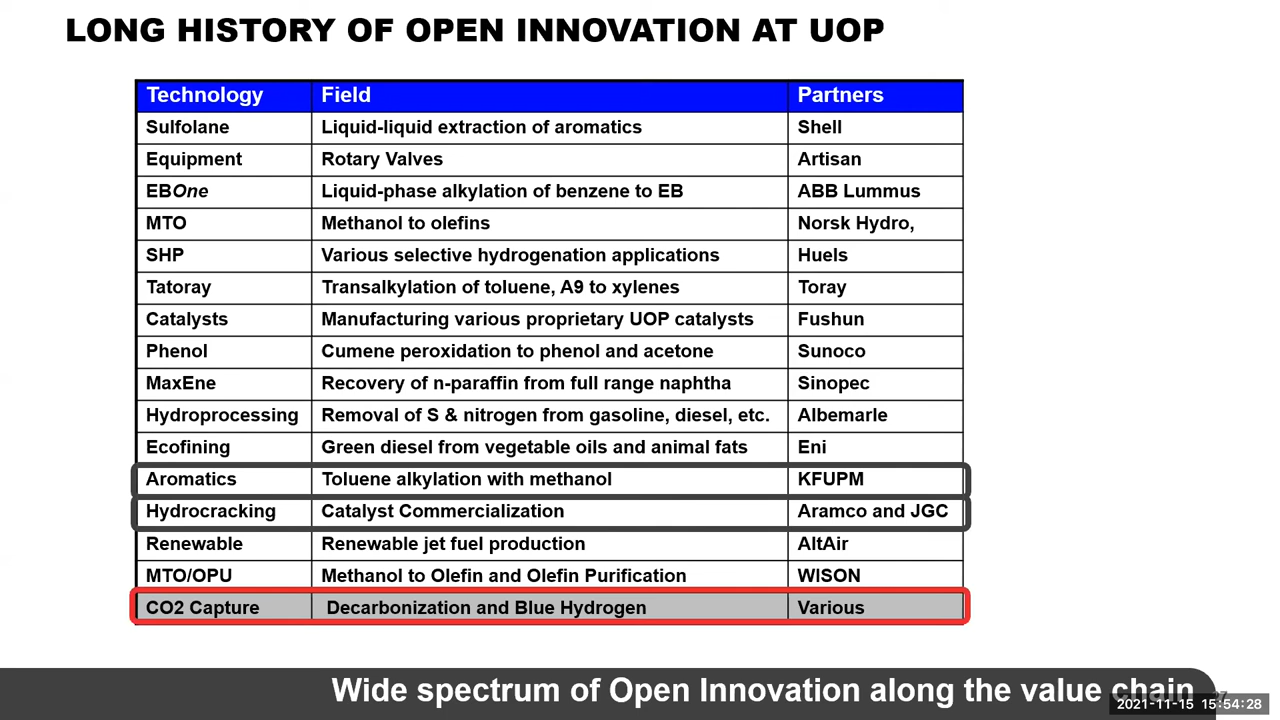 LONG HISTORY OF OPEN INNOVATION AT UOP
Technology Field Partners
Sulfolane Liquid-liquid extraction of aromatics Shell
Equipment Rotary Valves Artisan
EBOne Liquid-phase alkylation of benzene to EB ABB Lummus
MTO Methanol to olefins Norsk Hydro,
SHP Various selective hydrogenation applications Huels
Tatoray Transalkylation of toluene, A9 to xylenes Toray
Catalysts Manufacturing various proprietary UOP catalysts Fushun
Phenol Cumene peroxidation to phenol and acetone Sunoco
MaxEne Recovery of n-paraffin from full range naphtha Sinopec
Hydroprocessing Removal of S & nitrogen from gasoline, diesel, etc. Albemarle
Ecofining Green diesel from vegetable oils and animal fats Eni
Aromatics Toluene alkylation with methanol KFUPM
Hydrocracking Catalyst Commercialization Aramco and JGC
Renewable Renewable jet fuel production AltAir
MTO/OPU Methanol to Olefin and Olefin Purification WISON
CO2 Capture Decarbonization and Blue Hydrogen Various
Wide spectrum of Open Innovation along the value chain
2021-11-15 15:54:28